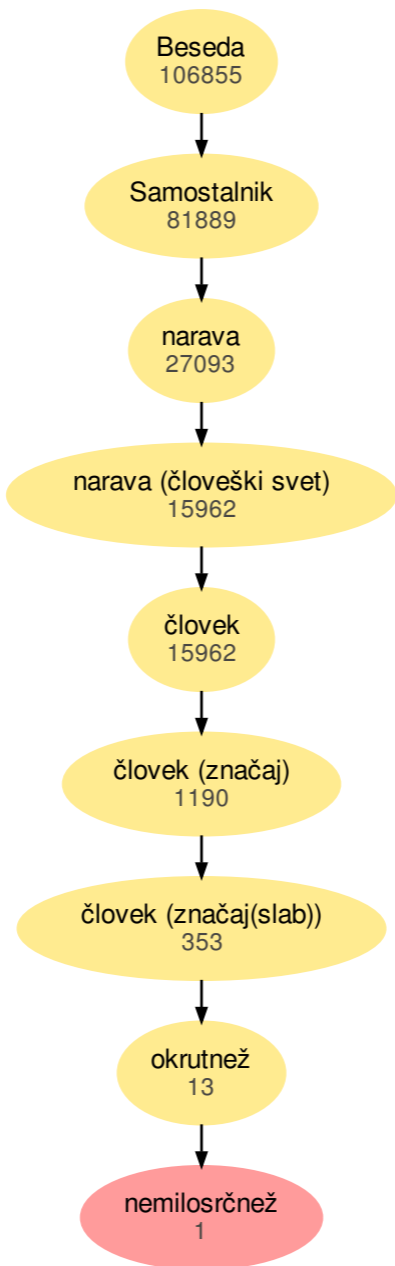 Beseda
106855
Samostalnik
81889
narava
27093
narava (človeški svet)
15962
človek
15962
človek (značaj)
1190
človek (značaj(slab))
353
okrutnež
13
nemilosrčnež
1